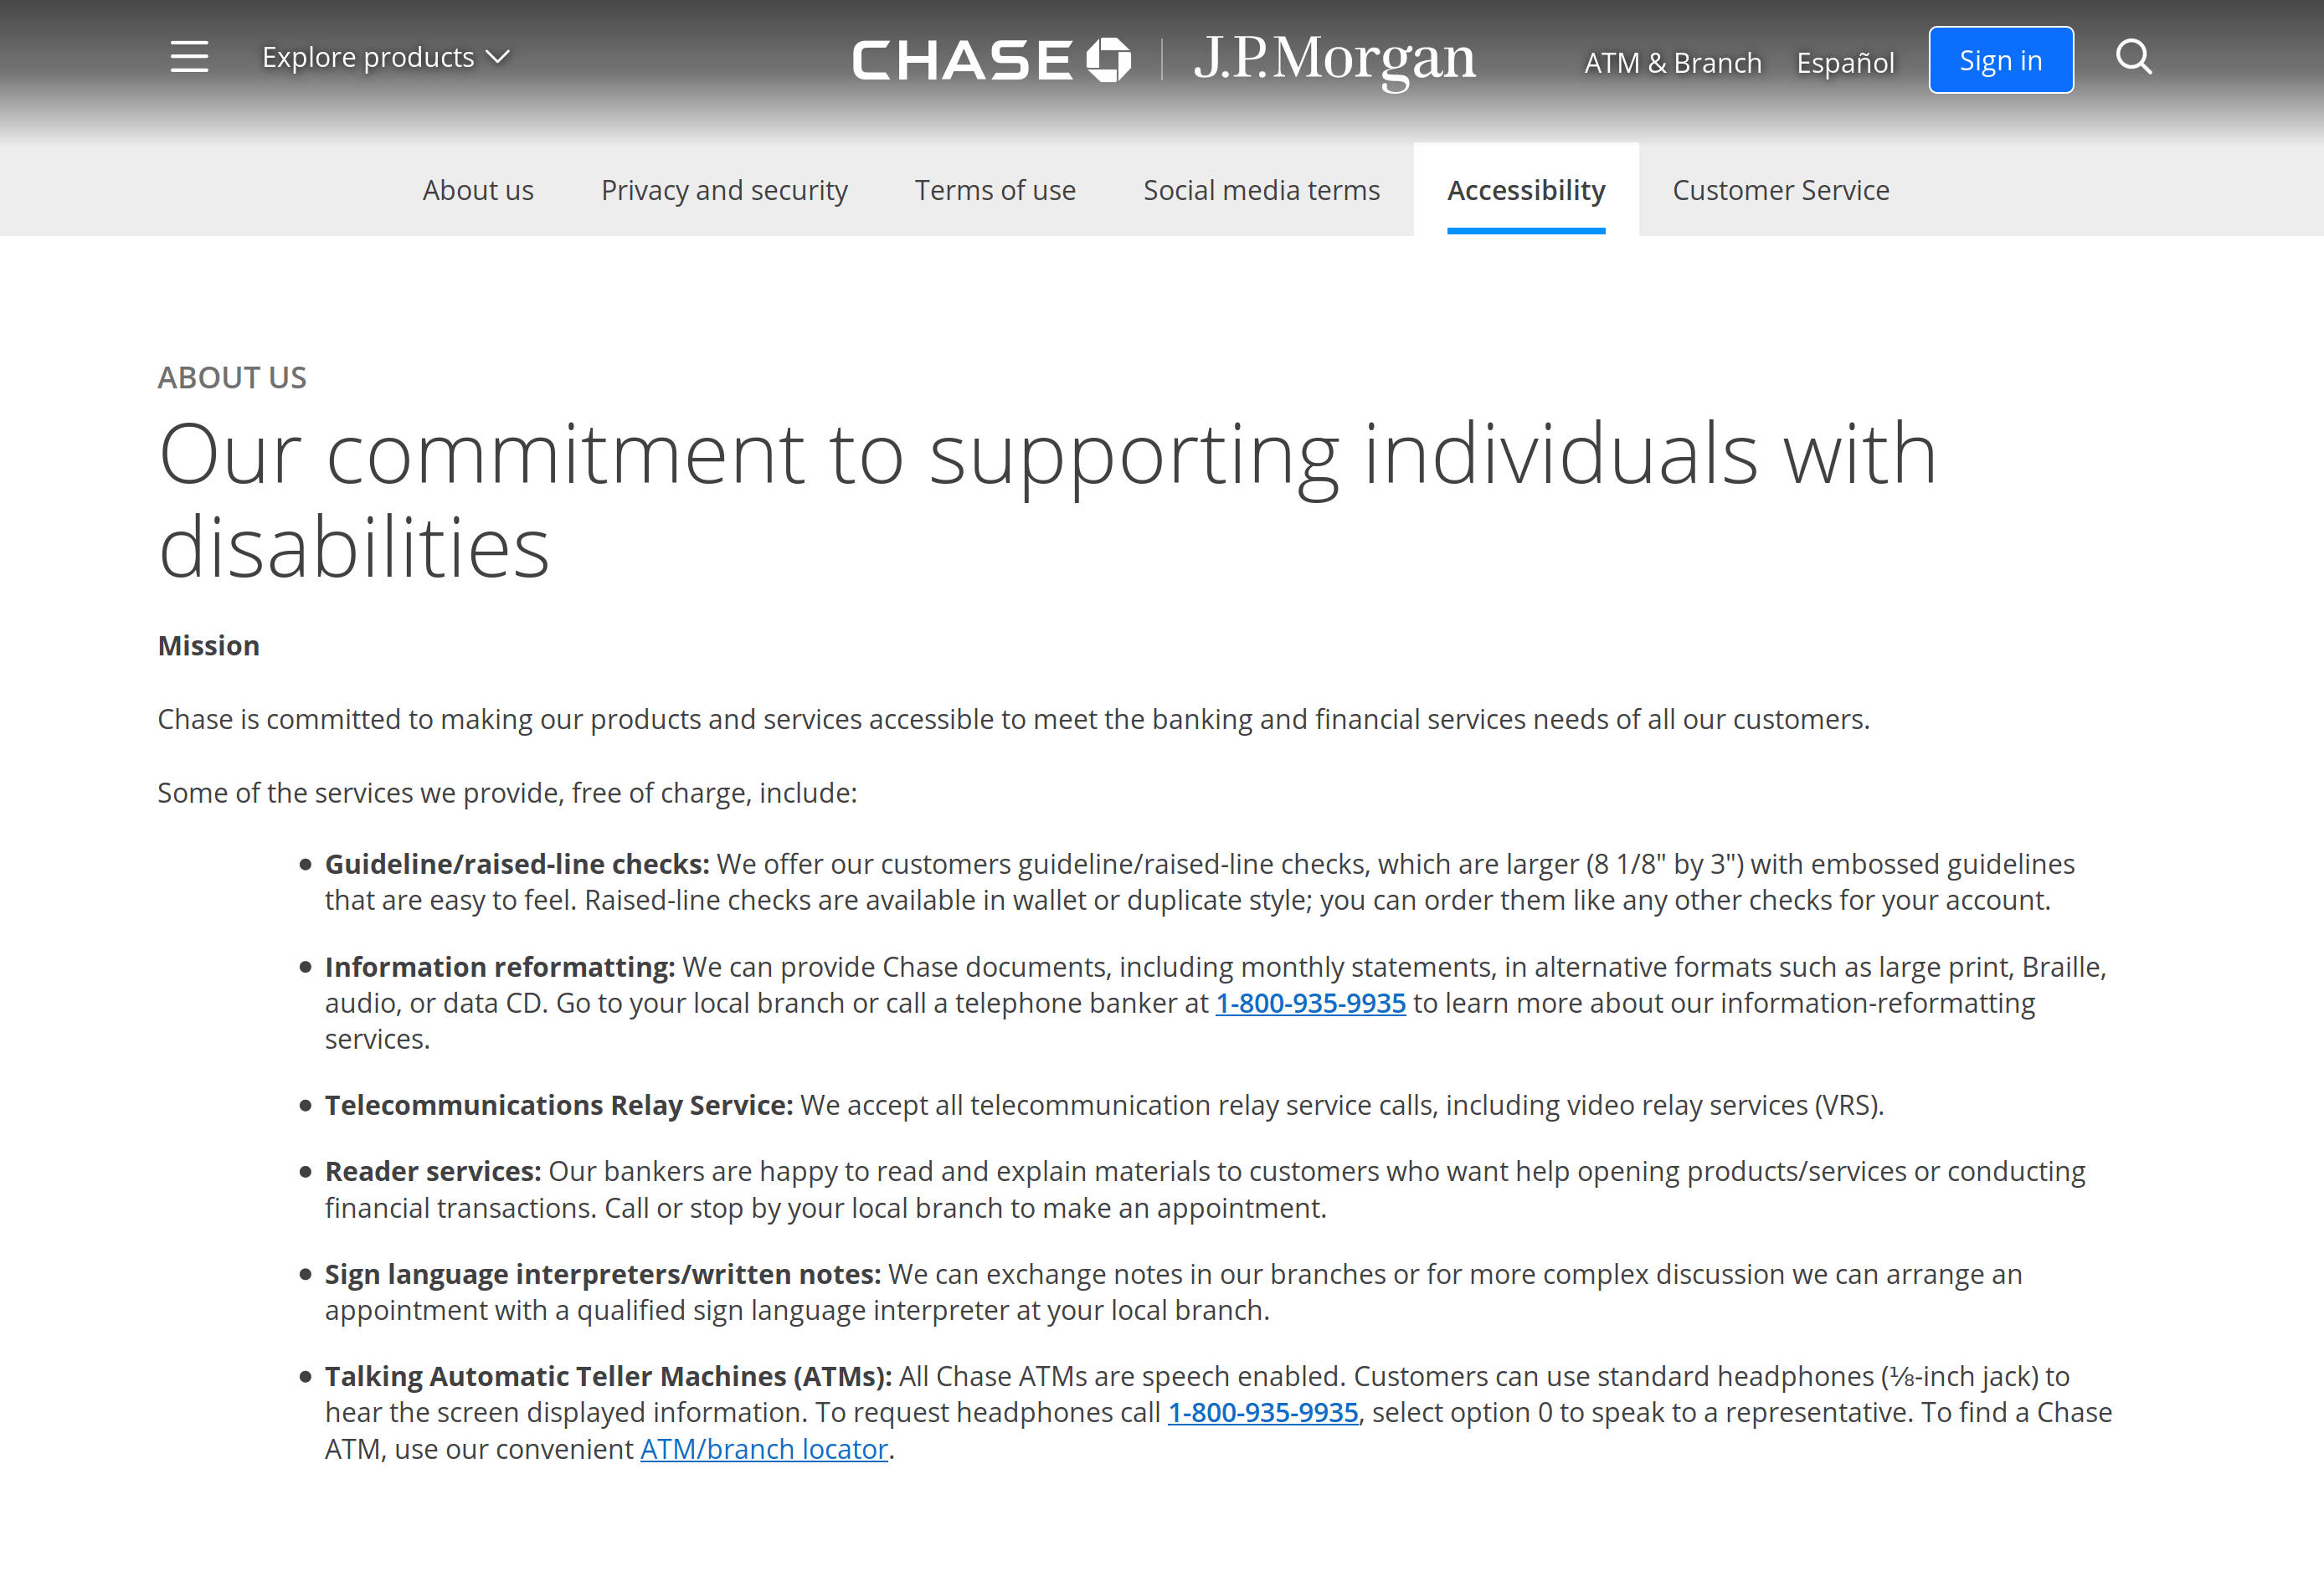 Explore products
CHASE J.P.Morgan
ATM & Branch Español Sign in
About us Privacy and security Terms of use Social media terms Accessibility Customer Service
ABOUT US
Our commitment to supporting individuals with
disabilities
Mission
Chase is committed to making our products and services accessible to meet the banking and financial services needs of all our customers.
Some of the services we provide, free of charge, include:
• Guideline/raised-line checks: We offer our customers guideline/raised-line checks, which are larger (8 1/8" by 3") with embossed guidelines
that are easy to feel. Raised-line checks are available in wallet or duplicate style; you can order them like any other checks for your account.
• Information reformatting: We can provide Chase documents, including monthly statements, in alternative formats such as large print, Braille,
audio, or data CD. Go to your local branch or call a telephone banker at 1-800-935-9935 to learn more about our information-reformatting
services.
• Telecommunications Relay Service: We accept all telecommunication relay service calls, including video relay services (VRS).
• Reader services: Our bankers are happy to read and explain materials to customers who want help opening products/services or conducting
financial transactions. Call or stop by your local branch to make an appointment.
• Sign language interpreters/written notes: We can exchange notes in our branches or for more complex discussion we can arrange an
appointment with a qualified sign language interpreter at your local branch.
• Talking Automatic Teller Machines (ATMs): All Chase ATMs are speech enabled. Customers can use standard headphones (⅛-inch jack) to
hear the screen displayed information. To request headphones call 1-800-935-9935, select option 0 to speak to a representative. To find a Chase
ATM, use our convenient ATM/branch locator.